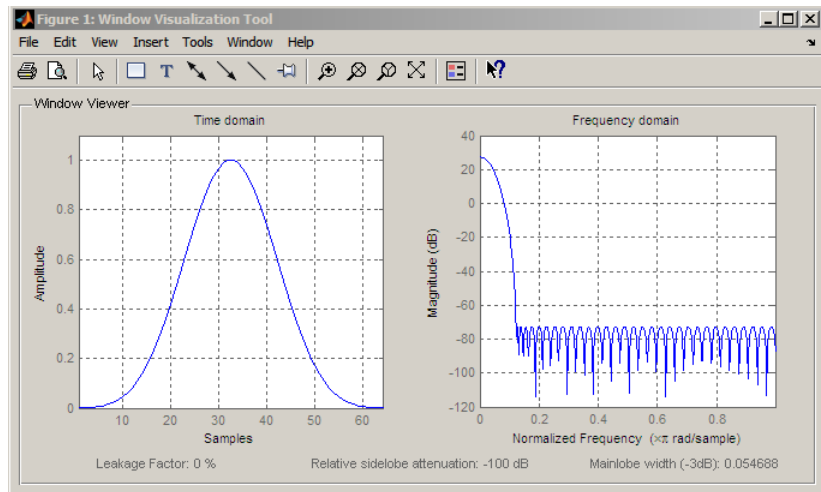 Figure 1: Window Visualization Tool
File Edit View Insert Tools Window Help
T
?
Window Viewer
Time domain
1
0.8
0.6
0.4
0.2
0
10 20 30 40 50 60
Amplitude
Samples
Frequency domain
40
20
0
-20
-40
-60
-80
-100
-120
0 0.2 0.4 0.6 0.8
Magnitude (dB)
Normalized Frequency (×π rad/sample)
Leakage Factor: 0 % Relative sidelobe attenuation: -100 dB Mainlobe width (-3dB): 0.054688